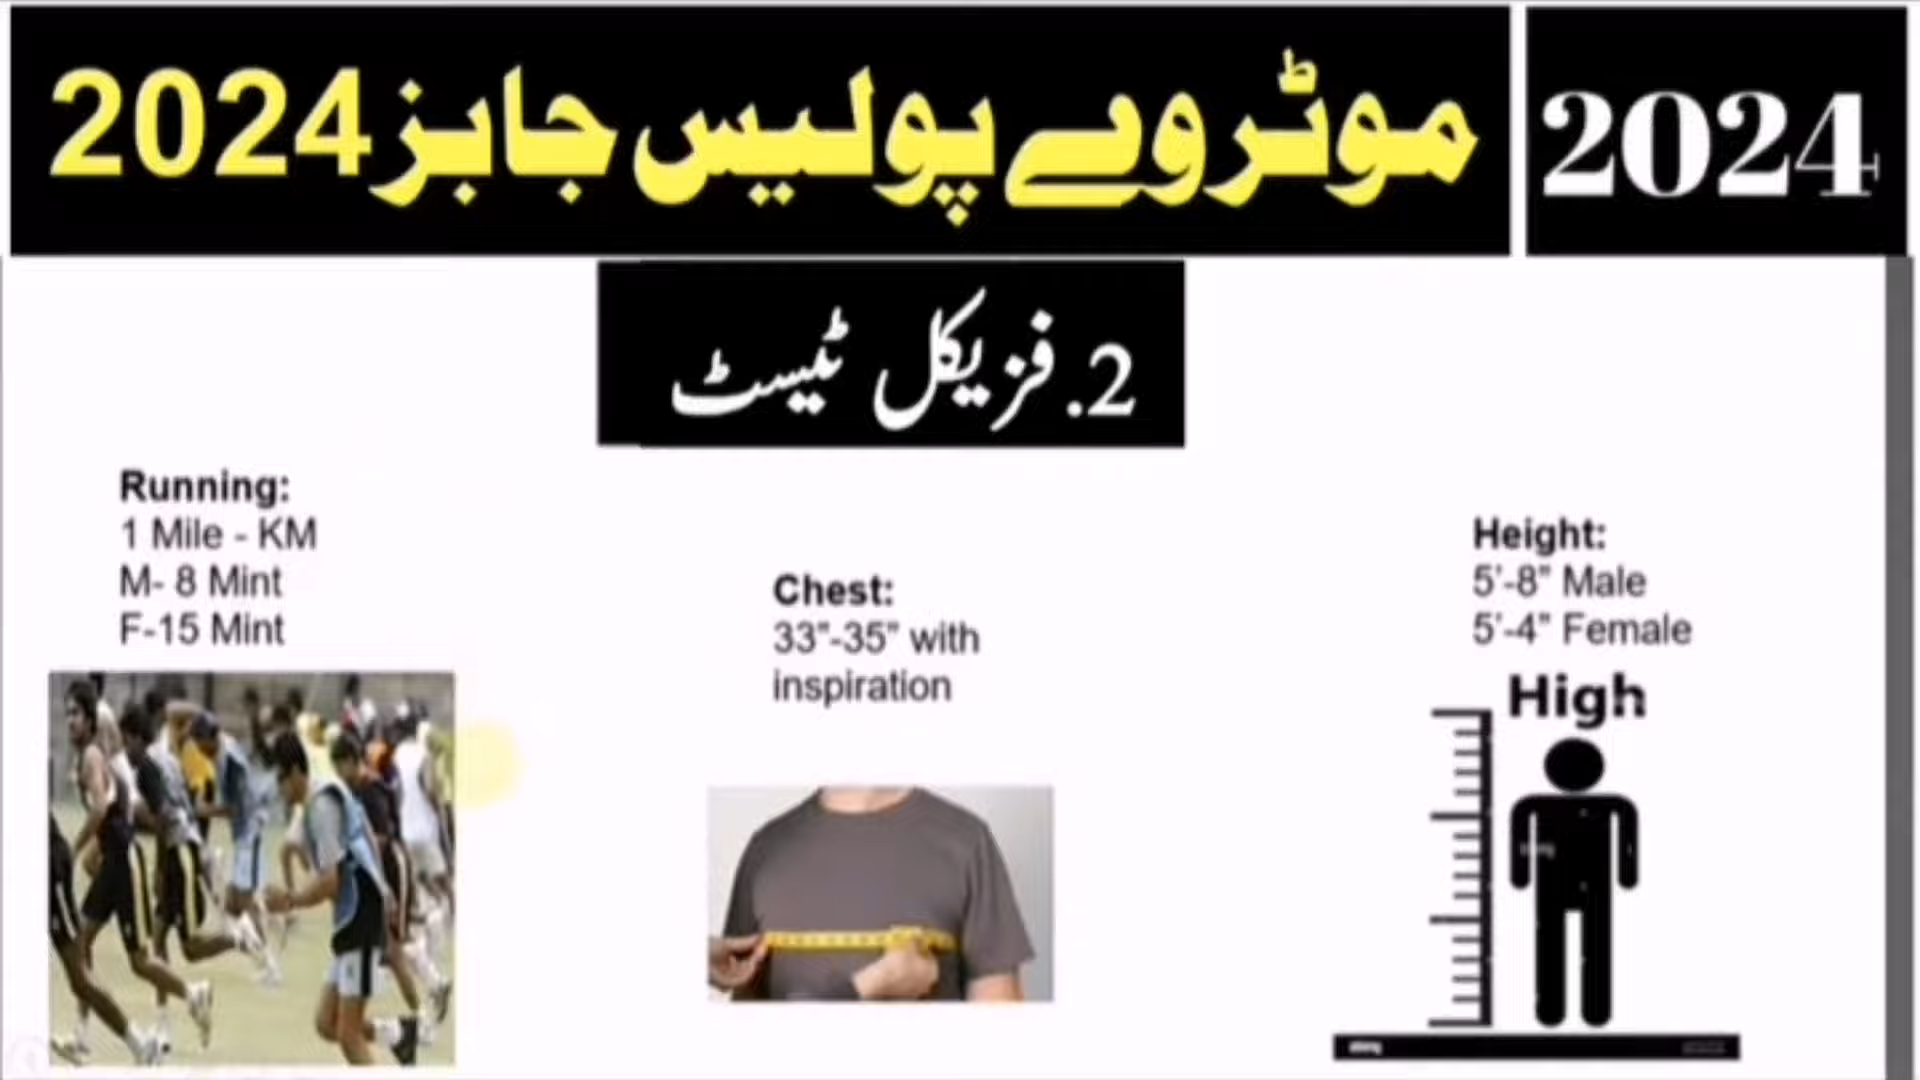 موٹروے پولیس جابز 2024
2024
2. فزیکل ٹیسٹ
Running:
1 Mile - KM
M- 8 Mint
F-15 Mint
Chest:
33"-35" with
inspiration
Height:
5'-8" Male
5'-4" Female
High